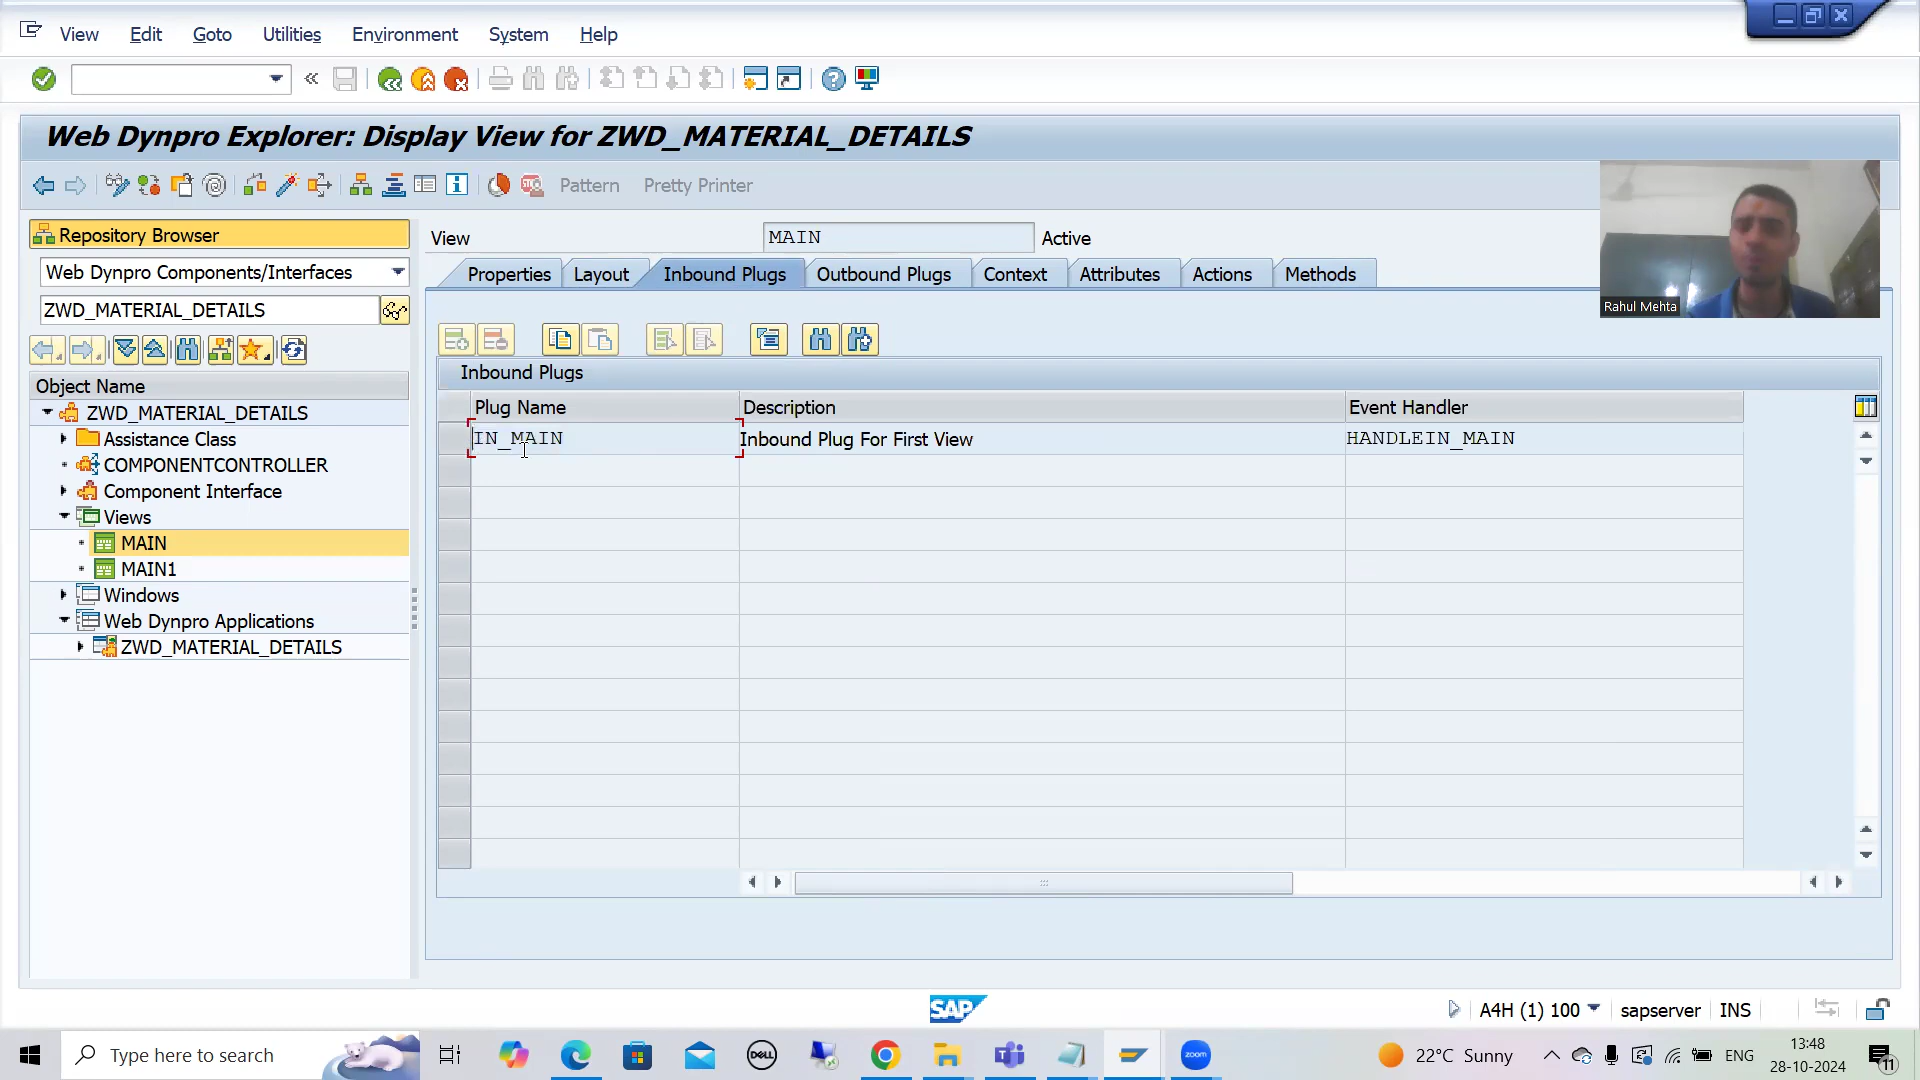 View Edit Goto Utilities Environment System Help
Web Dynpro Explorer: Display View for ZWD_MATERIAL_DETAILS
Pattern Pretty Printer
Repository Browser
Web Dynpro Components/Interfaces
ZWD_MATERIAL_DETAILS
Object Name
ZWD_MATERIAL_DETAILS
Assistance Class
COMPONENTCONTROLLER
Component Interface
Views
MAIN
MAIN1
Windows
Web Dynpro Applications
ZWD_MATERIAL_DETAILS
View MAIN Active
Properties Layout Inbound Plugs Outbound Plugs Context Attributes Actions Methods
Inbound Plugs
Plug Name Description Event Handler
IN_MAIN Inbound Plug For First View HANDLEIN_MAIN
Rahul Mehta
SAP
A4H (1) 100 sapserver INS
Type here to search
DELL
zoom
22°C Sunny
ENG
13:48
28-10-2024
11